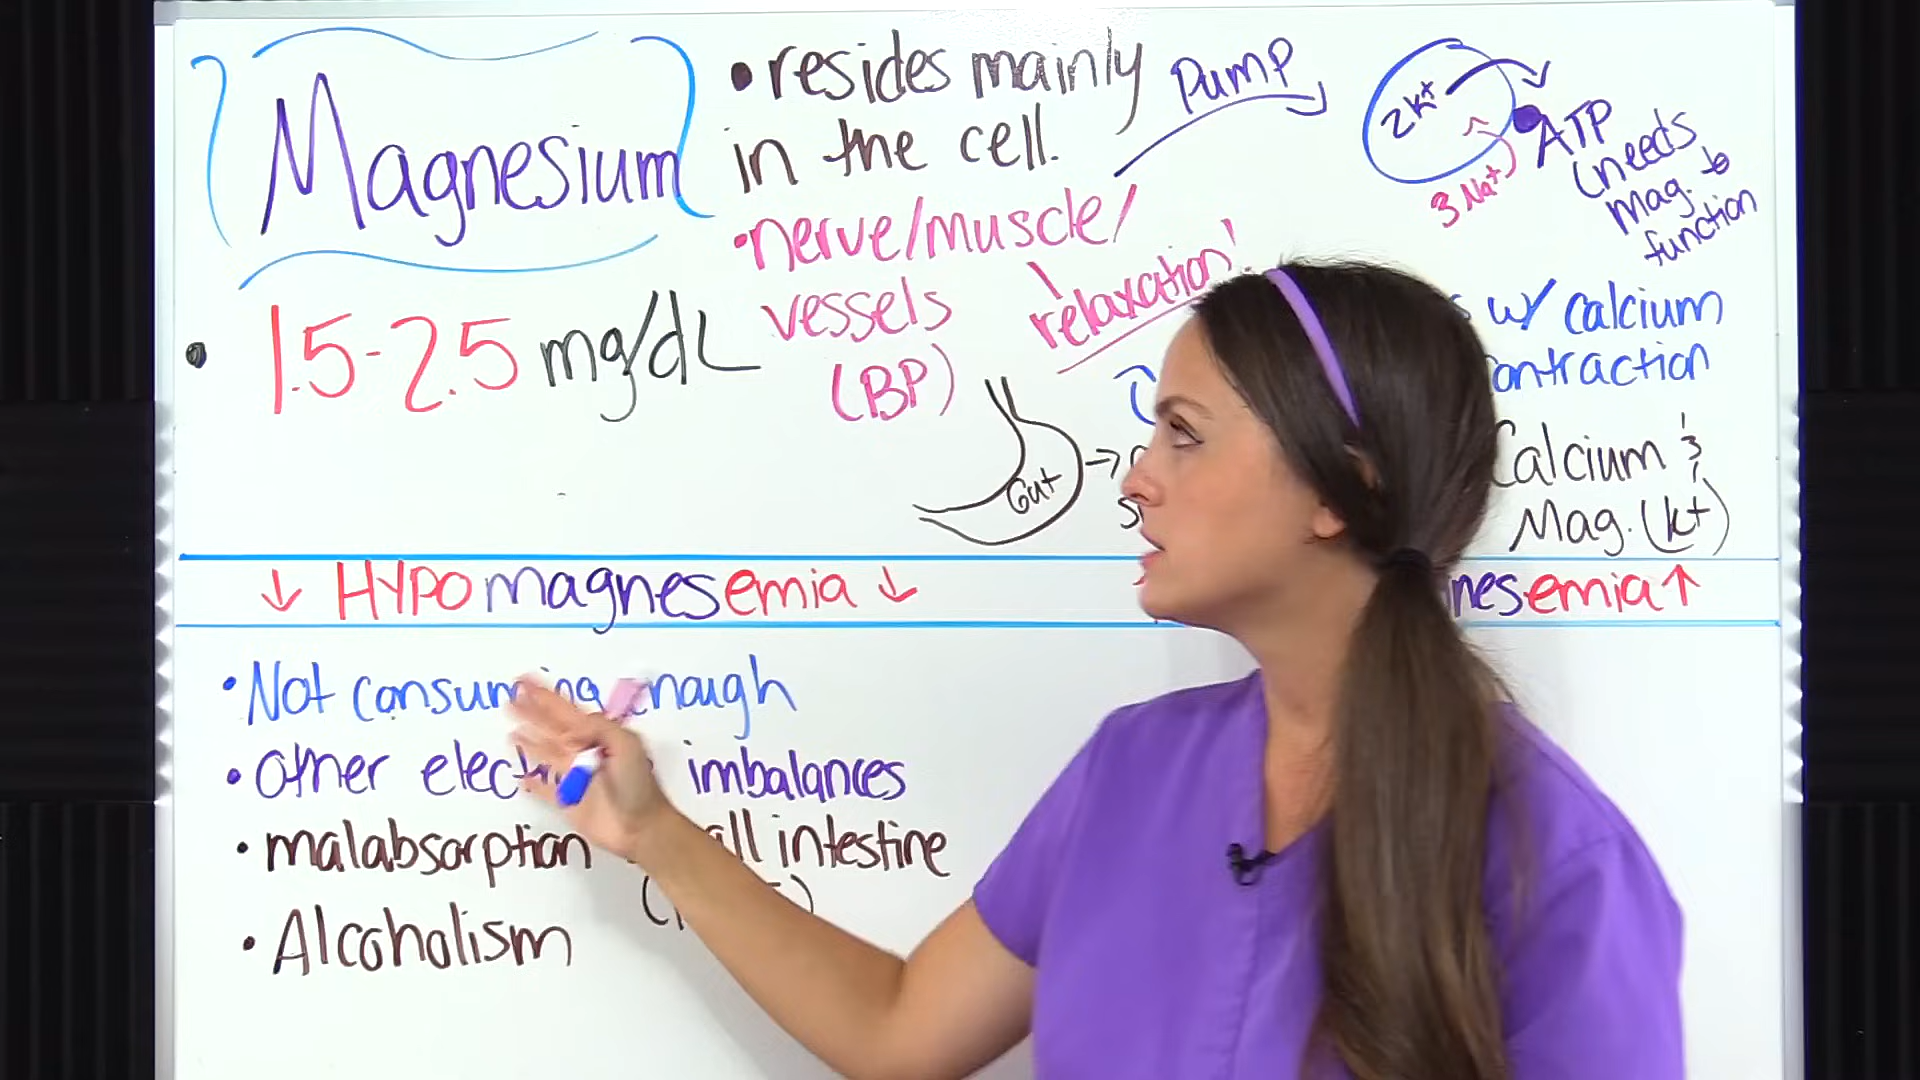 Magnesium
• 1.5-2.5 mg/dL
• resides mainly
in the cell.
• nerve/muscle/
vessels
(BP)
relaxation!
Pump
2K+
3 Na+
ATP
(needs
Mag. to
function
w/ calcium
contraction
Gut
Calcium &
Mag. (K+)
↓ HYPOmagnesemia ↓
nesemia ↑
• Not consuming enough
• Other imbalances
• malabsorption intestine
• Alcoholism